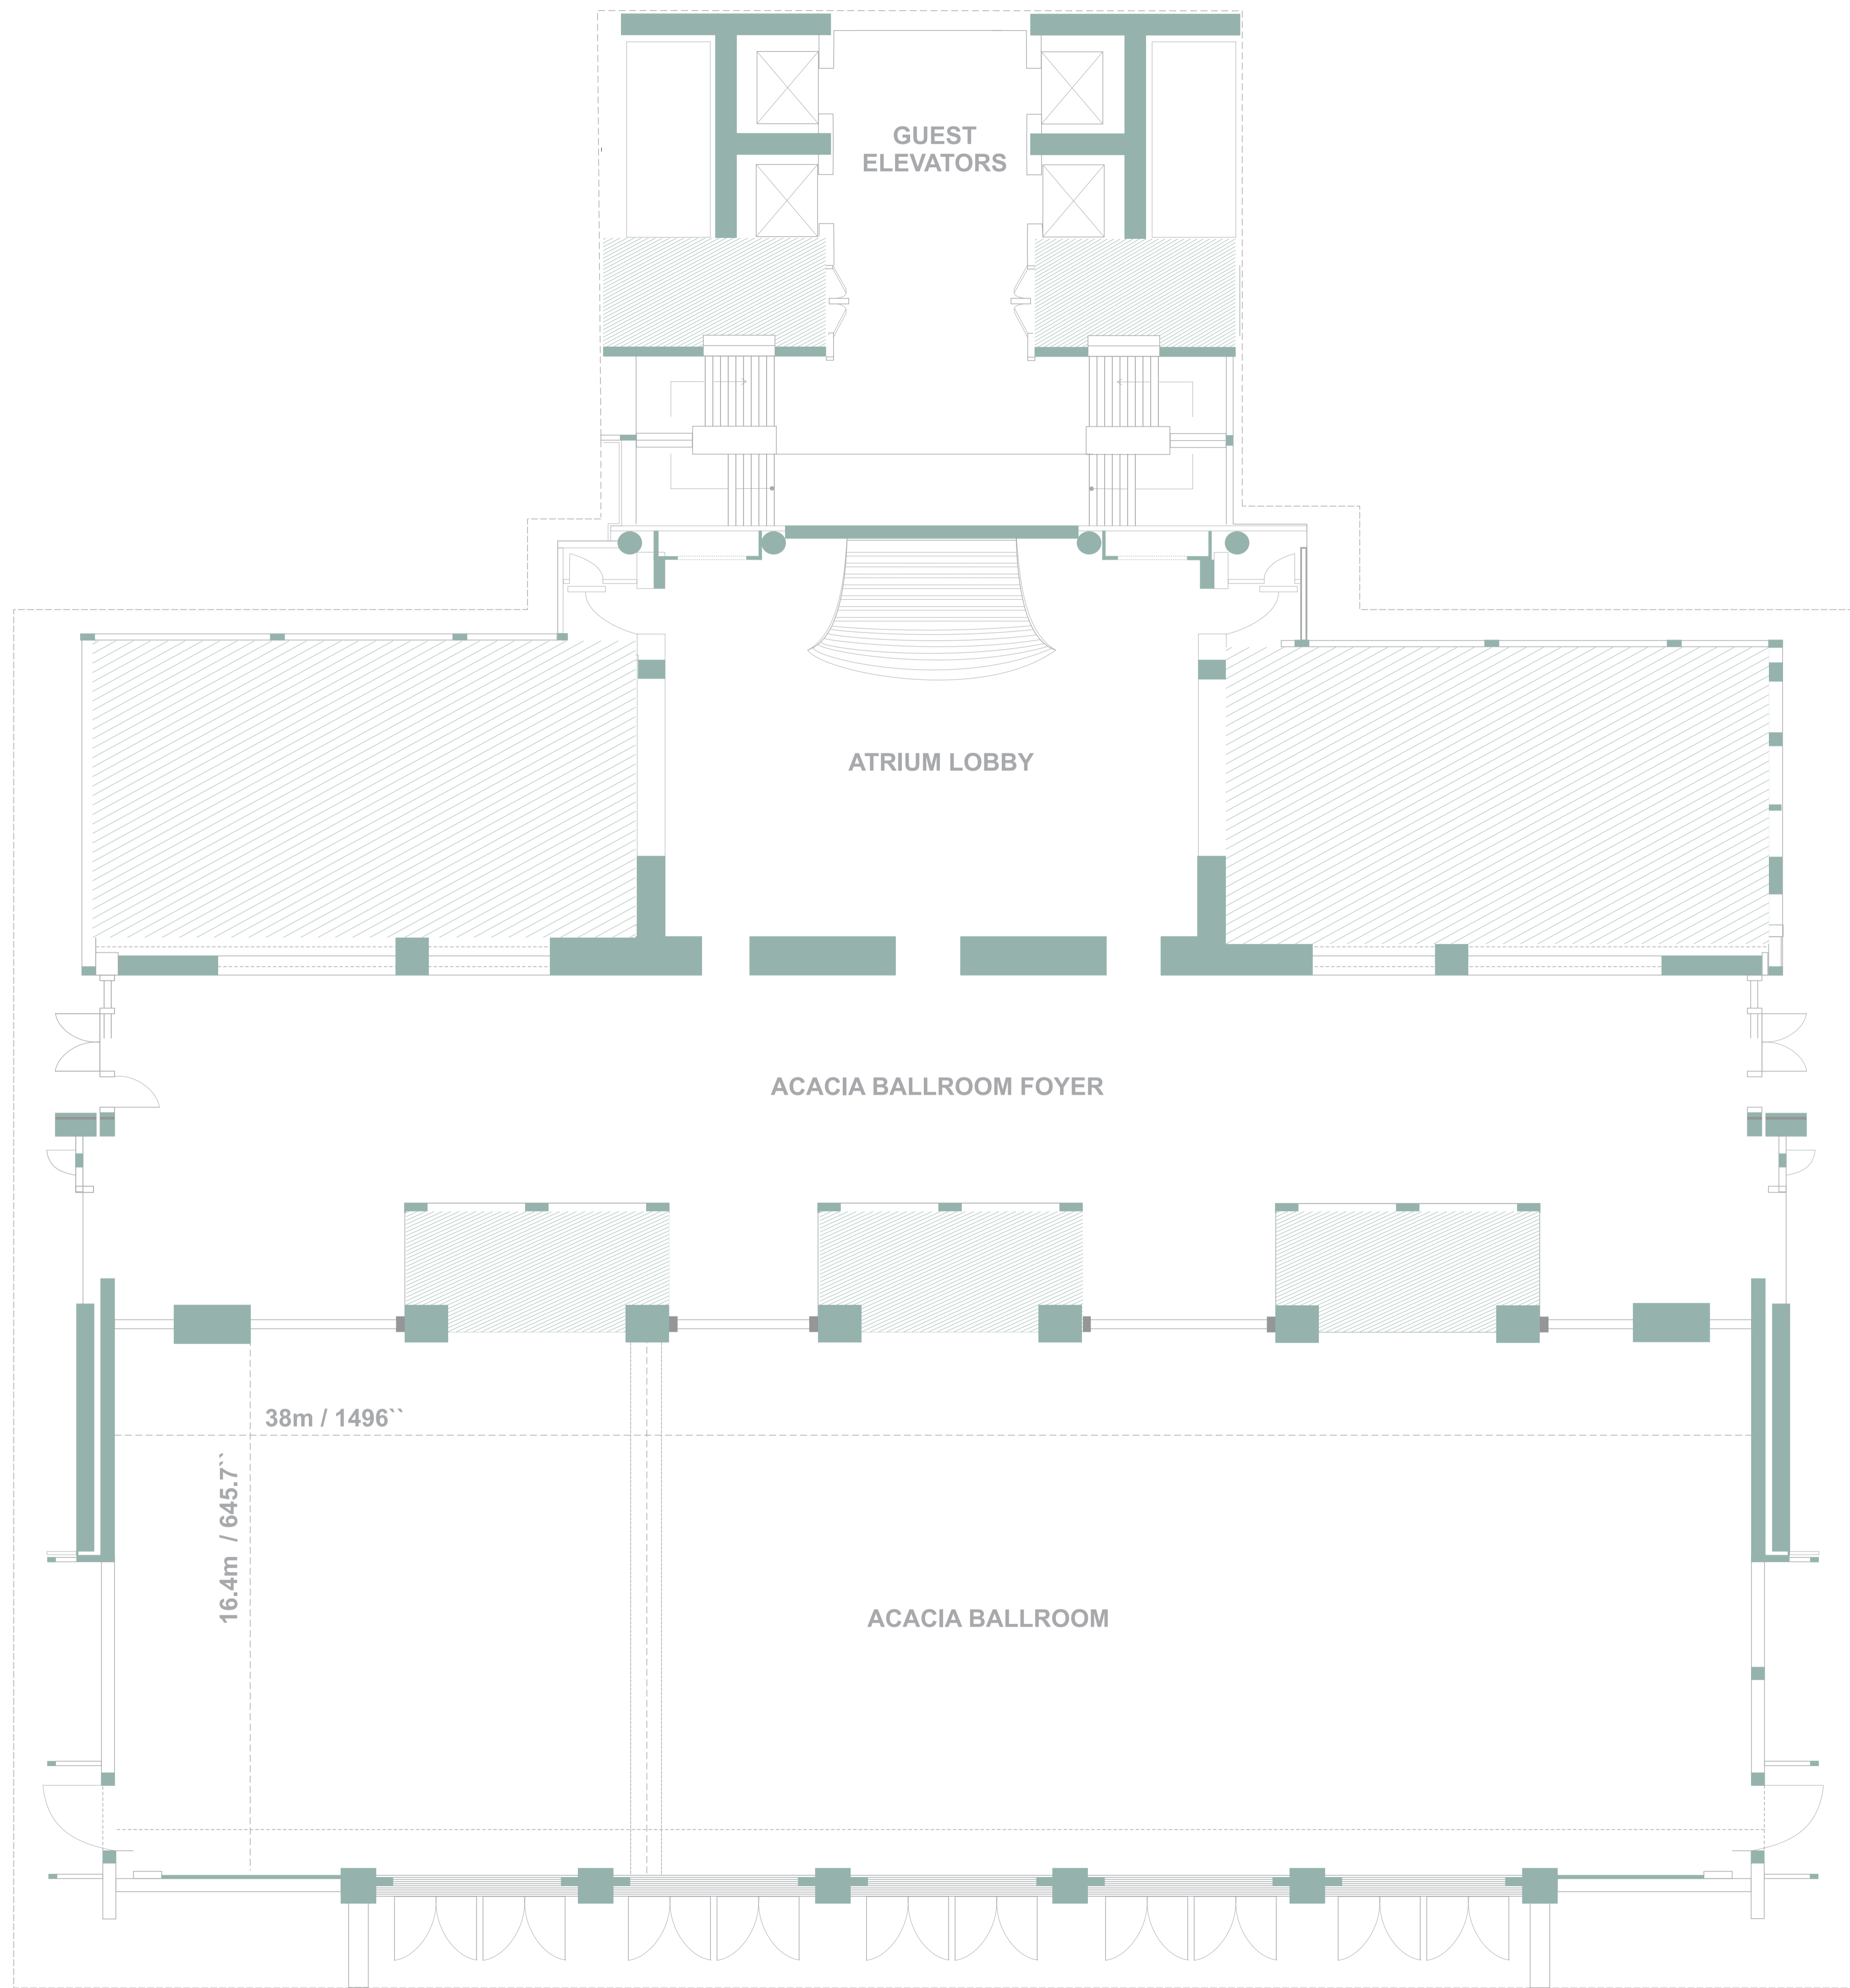 GUEST
ELEVATORS
ATRIUM LOBBY
ACACIA BALLROOM FOYER
38m / 1496``
16.4m / 645.7``
ACACIA BALLROOM